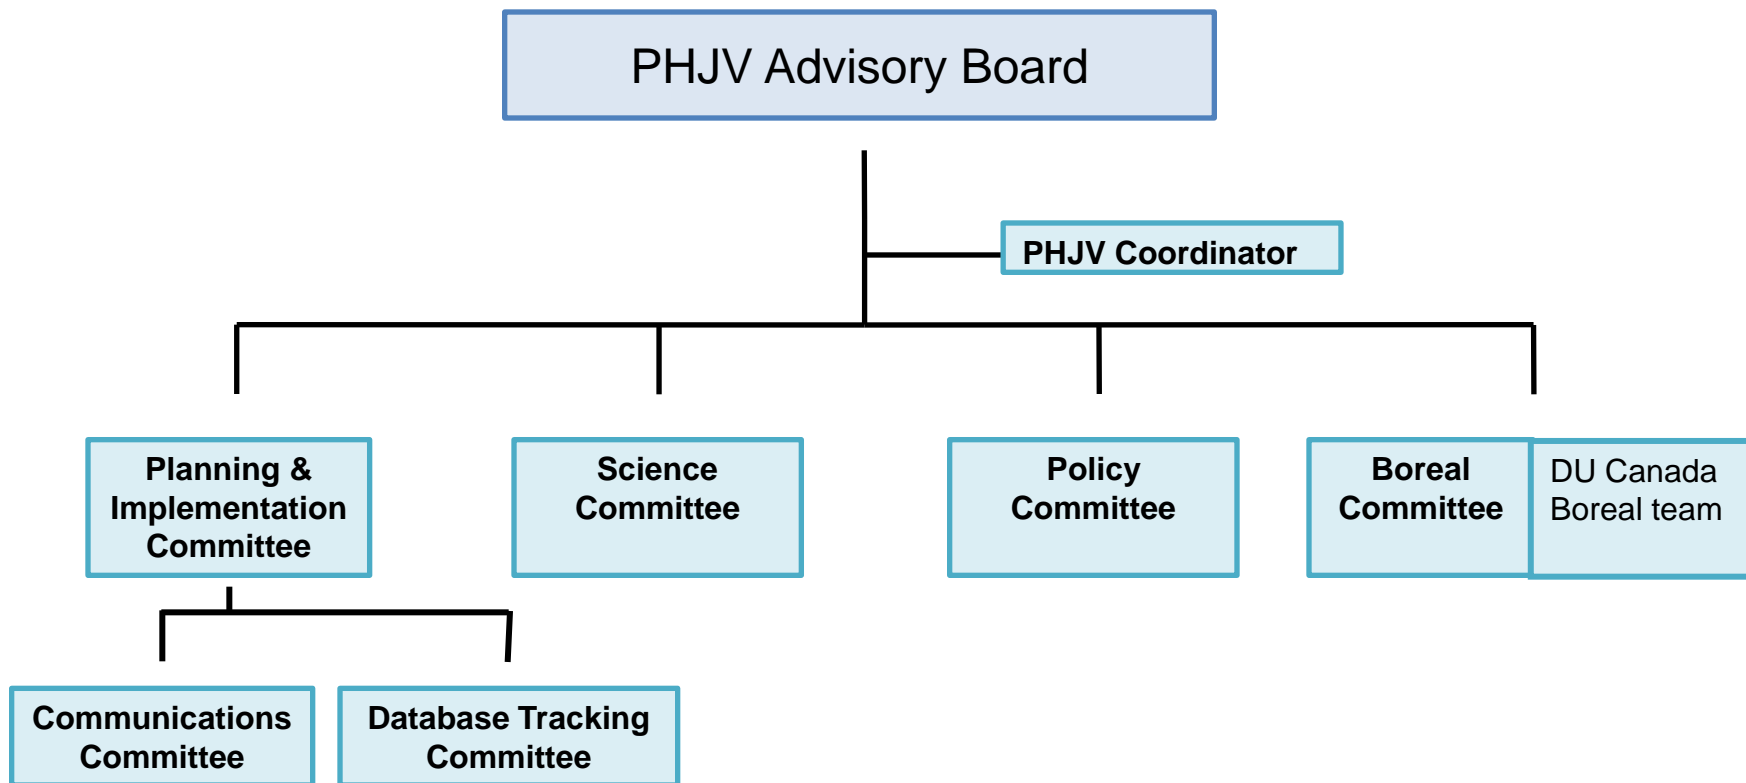 PHJV Advisory Board
PHJV Coordinator
Planning &
Implementation
Committee
Science
Committee
Policy
Committee
Boreal
Committee
DU Canada
Boreal team
Communications
Committee
Database Tracking
Committee